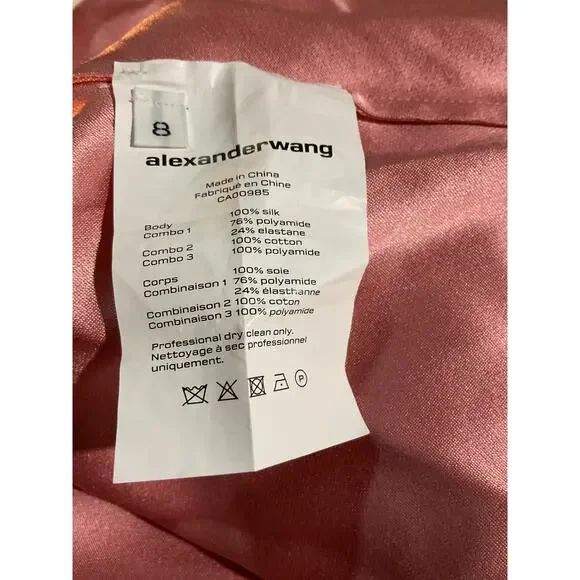 8
alexanderwang
Made in China
Fabriqué en Chine
CA00985
Body 100% silk
Combo 1 76% polyamide
24% elastane
Combo 2 100% cotton
Combo 3 100% polyamide
Corps 100% soie
Combinaison 1 76% polyamide
24% élasthanne
Combinaison 2 100% coton
Combinaison 3 100% polyamide
Professional dry clean only.
Nettoyage à sec professionnel
uniquement.
P